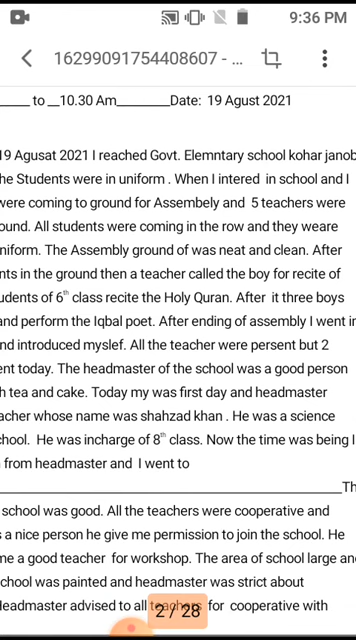 9:36 PM
16299091754408607 - ...
______ to __10.30 Am________Date: 19 Agust 2021
19 Agusat 2021 I reached Govt. Elemntary school kohar janob
he Students were in uniform . When I intered in school and I
were coming to ground for Assembely and 5 teachers were
ound. All students were coming in the row and they weare
niform. The Assembly ground of was neat and clean. After
nts in the ground then a teacher called the boy for recite of
udents of 6th class recite the Holy Quran. After it three boys
and perform the Iqbal poet. After ending of assembly I went in
nd introduced myslef. All the teacher were persent but 2
ent today. The headmaster of the school was a good person
h tea and cake. Today my was first day and headmaster
acher whose name was shahzad khan . He was a science
chool. He was incharge of 8th class. Now the time was being I
from headmaster and I went to
Th
school was good. All the teachers were cooperative and
s a nice person he give me permission to join the school. He
me a good teacher for workshop. The area of school large an
chool was painted and headmaster was strict about
Headmaster advised to all teachers for cooperative with
2 / 28